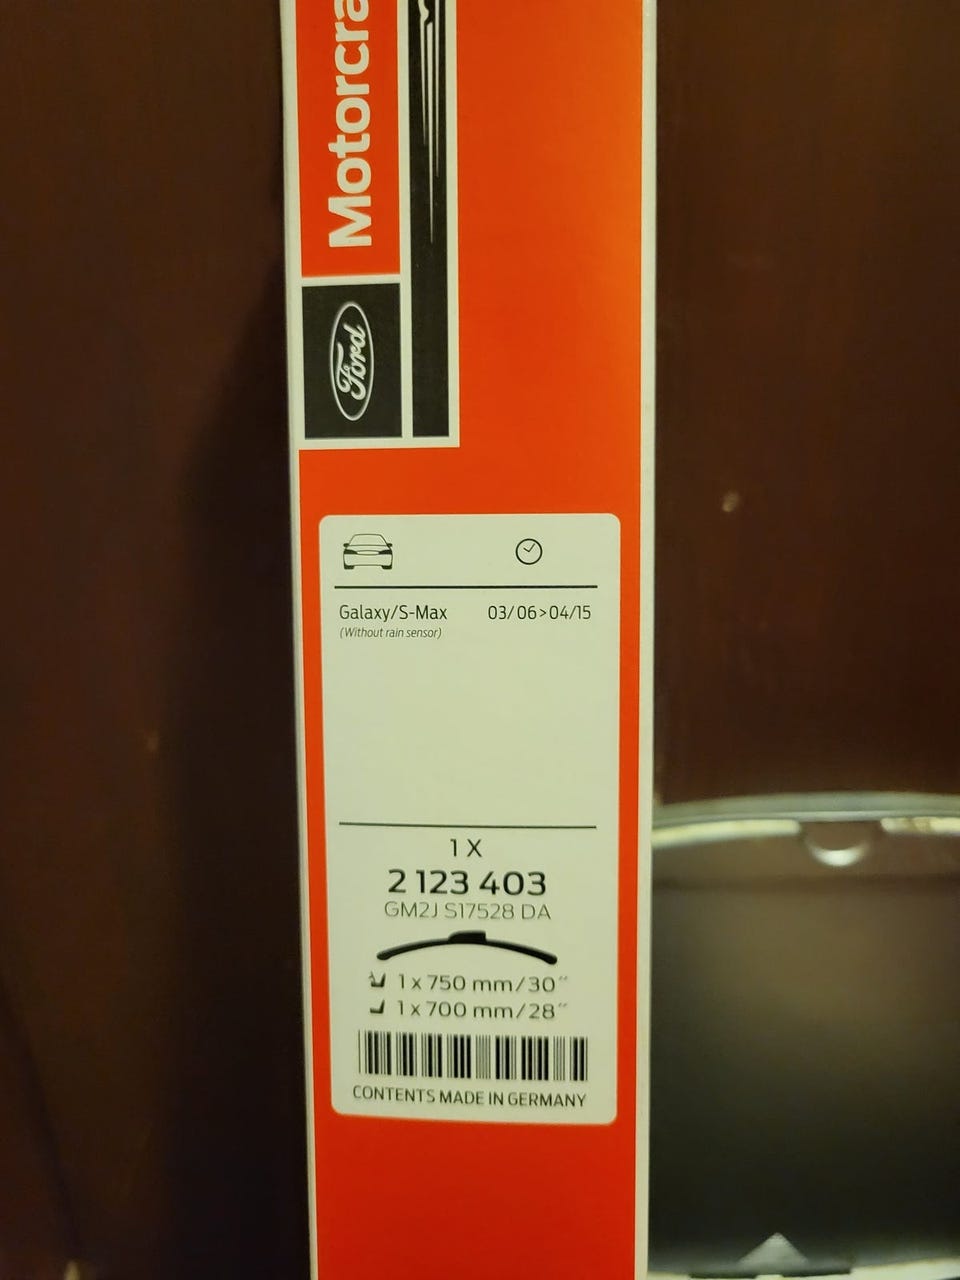 Motorcra
Ford
Galaxy/S-Max 03/06>04/15
(Without rain sensor)
1 X
2 123 403
GM2J S17528 DA
1 x 750 mm/30″
1 x 700 mm/28″
CONTENTS MADE IN GERMANY